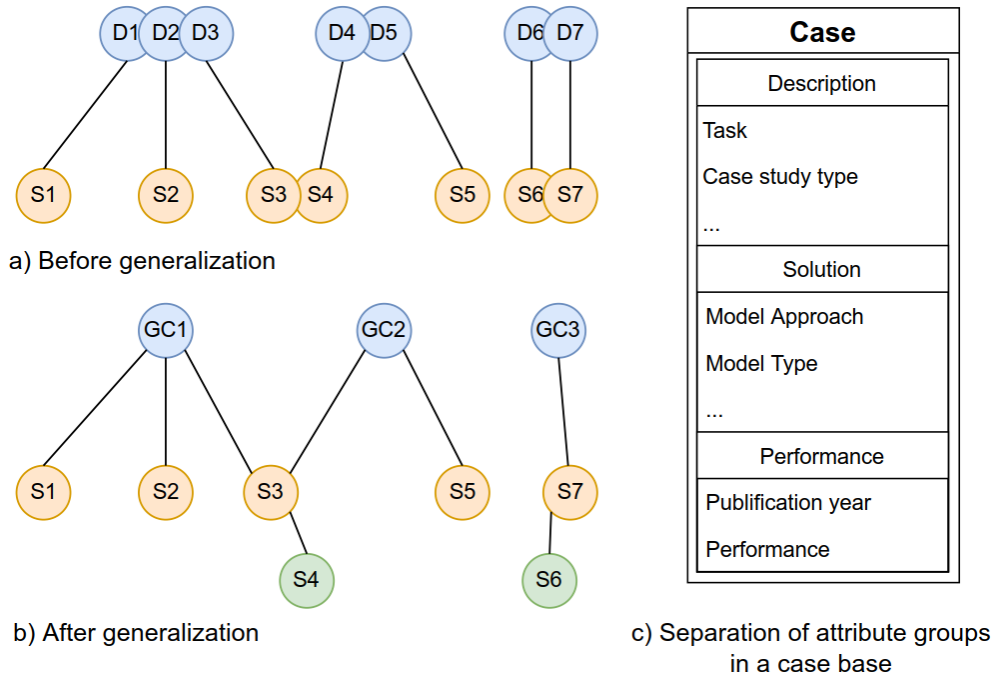 D1 D2 D3 D4 D5 D6 D7
S1 S2 S3 S4 S5 S6 S7
a) Before generalization
GC1 GC2 GC3
S1 S2 S3 S5 S7
S4 S6
b) After generalization
Case
Description
Task
Case study type
...
Solution
Model Approach
Model Type
...
Performance
Publification year
Performance
c) Separation of attribute groups
in a case base